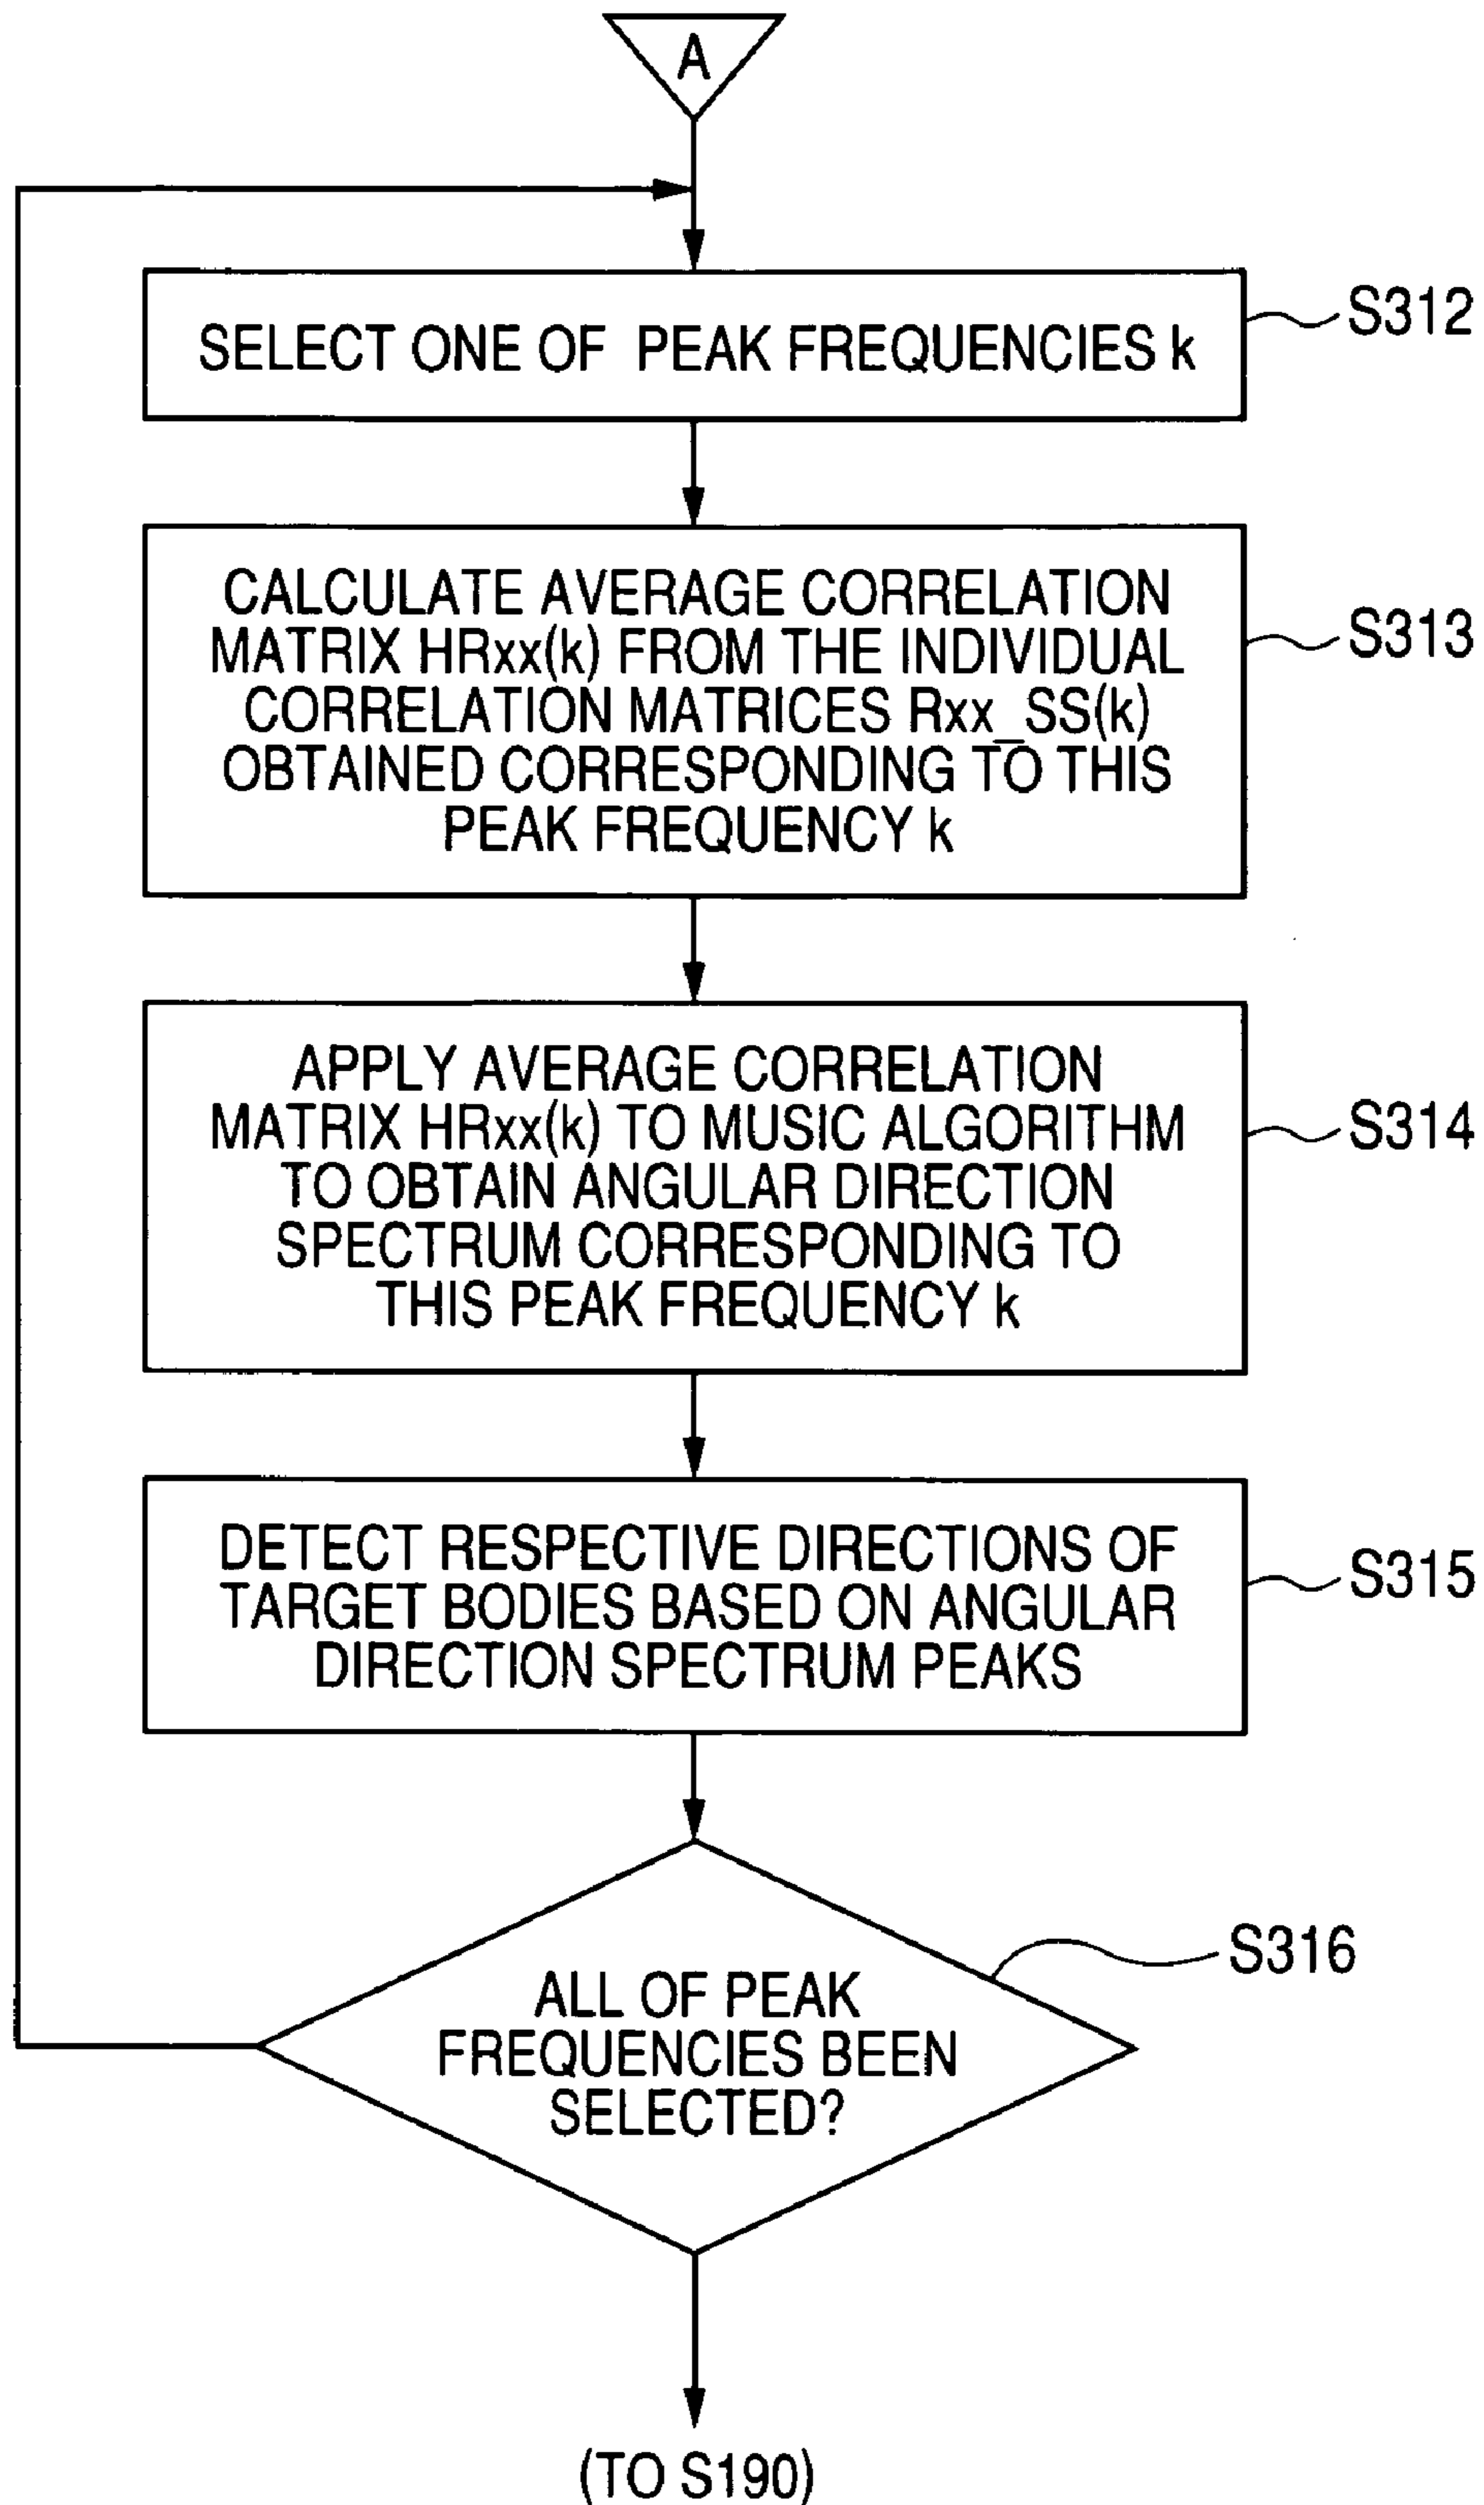 A
SELECT ONE OF PEAK FREQUENCIES k
S312
CALCULATE AVERAGE CORRELATION
MATRIX HRxx(k) FROM THE INDIVIDUAL
CORRELATION MATRICES Rxx_SS(k)
OBTAINED CORRESPONDING TO THIS
PEAK FREQUENCY k
S313
APPLY AVERAGE CORRELATION
MATRIX HRxx(k) TO MUSIC ALGORITHM
TO OBTAIN ANGULAR DIRECTION
SPECTRUM CORRESPONDING TO
THIS PEAK FREQUENCY k
S314
DETECT RESPECTIVE DIRECTIONS OF
TARGET BODIES BASED ON ANGULAR
DIRECTION SPECTRUM PEAKS
S315
S316
ALL OF PEAK
FREQUENCIES BEEN
SELECTED?
(TO S190)